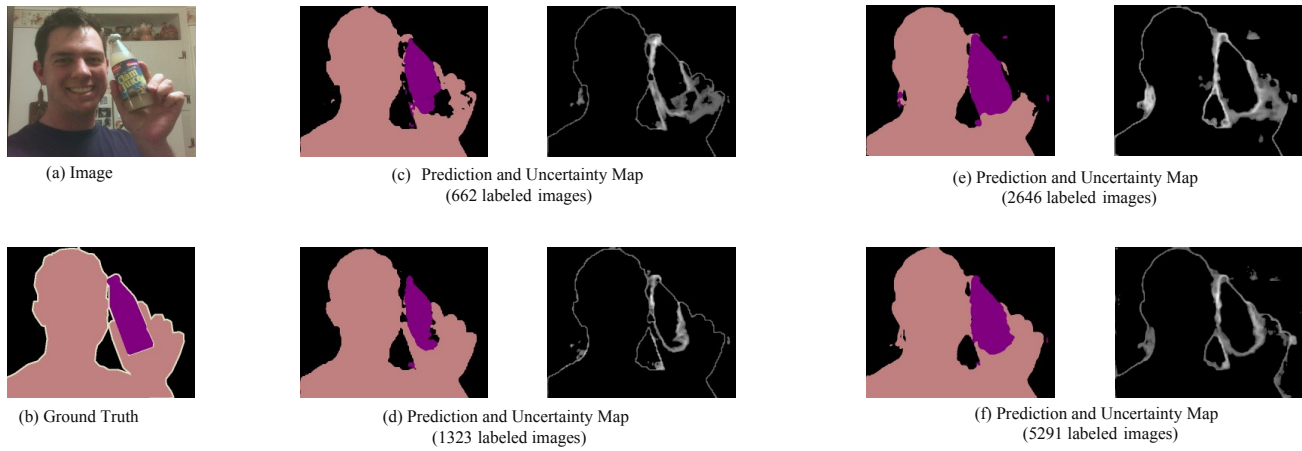 (a) Image
(c) Prediction and Uncertainty Map
(662 labeled images)
(e) Prediction and Uncertainty Map
(2646 labeled images)
(b) Ground Truth
(d) Prediction and Uncertainty Map
(1323 labeled images)
(f) Prediction and Uncertainty Map
(5291 labeled images)